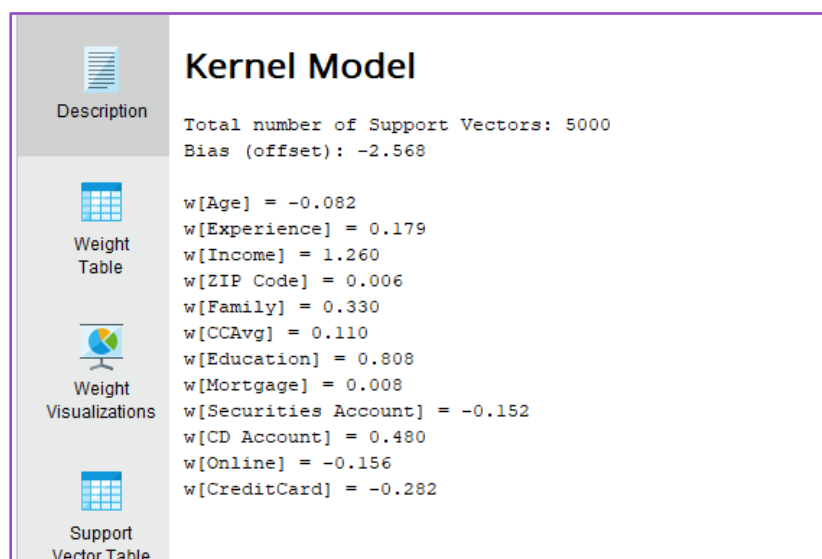 Description
Weight
Table
Weight
Visualizations
Support
Vector Table
Kernel Model
Total number of Support Vectors: 5000
Bias (offset): -2.568
w[Age] = -0.082
w[Experience] = 0.179
w[Income] = 1.260
w[ZIP Code] = 0.006
w[Family] = 0.330
w[CCAvg] = 0.110
w[Education] = 0.808
w[Mortgage] = 0.008
w[Securities Account] = -0.152
w[CD Account] = 0.480
w[Online] = -0.156
w[CreditCard] = -0.282